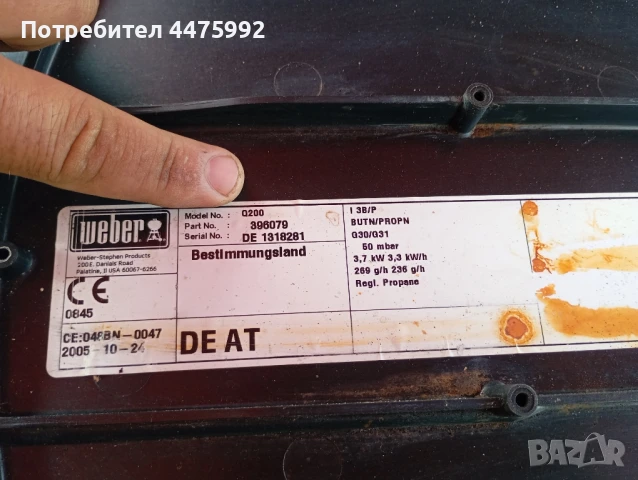 Потребител 4475992
weber
Weber-Stephen Products
200 E. Daniels Road
Palatine, Il USA 60067-6266
CE
0845
CE:048BN-0047
2005-10-24
Model No. : Q200
Part No. : 396079
Serial No.: DE 1318281
Bestimmungsland
DE AT
I 3B/P
BUTN/PROPN
G30/G31
50 mbar
3,7 kW 3,3 kW/h
269 g/h 236 g/h
Regl. Propane
BAZAR